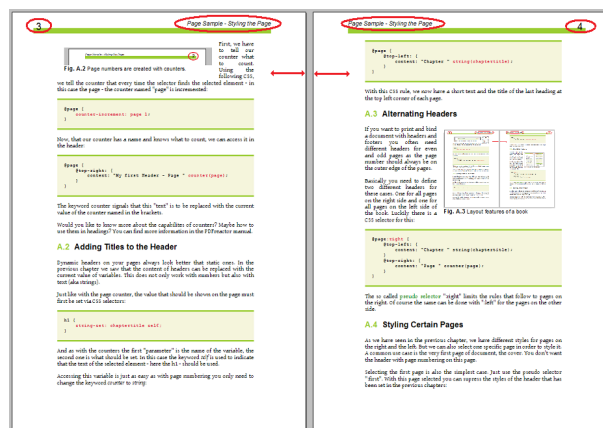 3
Page Sample - Styling the Page
First, we have
to tell our
counter what
to count.
Using the
following CSS,
Fig. A.2 Page numbers are created with counters.
we tell the counter that every time the selector finds the selected element - in
this case the page - the counter named "page" is incremented:
@page {
counter-increment: page 1;
}
Now, that our counter has a name and knows what to count, we can access it in
the header:
@page {
@top-right: {
content: "My First Header - Page " counter(page);
}
}
The keyword counter signals that this "text" is to be replaced with the current
value of the counter named in the brackets.
Would you like to know more about the capabilities of counters? Maybe how to
use them in headings? You can find more information in the PDFreactor manual.
A.2 Adding Titles to the Header
Dynamic headers on your pages always look better that static ones. In the
previous chapter we saw that the content of headers can be replaced with the
current value of variables. This does not only work with numbers but also with
text (aka strings).
Just like with the page counter, the value that should be shown on the page must
first be set via CSS selectors:
h1 {
string-set: chaptertitle self;
}
And as with the counters the first "parameter" is the name of the variable, the
second one is what should be set. In this case the keyword self is used to indicate
that the text of the selected element - here the h1 - should be used.
Accessing this variable is just as easy as with page numbering you only need to
change the keyword counter to string:
Page Sample - Styling the Page
4
@page {
@top-left: {
content: "Chapter " string(chaptertitle);
}
}
With this CSS rule, we now have a short text and the title of the last heading at
the top left corner of each page.
A.3 Alternating Headers
If you want to print and bind
a document with headers and
footers you often need
different headers for even
and odd pages as the page
number should always be on
the outer edge of the pages.
Basically you need to define
two different headers for
these cases. One for all pages
on the right side and one for
all pages on the left side of
the book. Luckily there is a
CSS selector for this:
Fig. A.3 Layout features of a book
@page:right {
@top-left: {
content: "Chapter " string(chaptertitle);
}
@top-right: {
content: "Page " counter(page);
}
}
The so called pseudo selector "right" limits the rules that follow to pages on
the right. Of course the same can be done with "left" for the pages on the other
side.
A.4 Styling Certain Pages
As we have seen in the previous chapter, we have different styles for pages on
the right and the left. But we can also select one specific page in order to style it.
A common use case is the very first page of document, the cover. You don't want
the header with page numbering on this page.
Selecting the first page is also the simplest case. Just use the pseudo selector
"first". With this page selected you can supress the styles of the header that has
been set in the previous chapters: